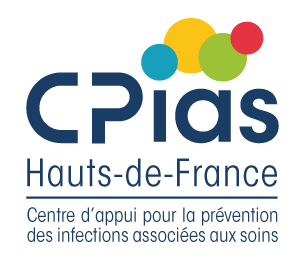 CPias
Hauts-de-France
Centre d'appui pour la prévention
des infections associées aux soins